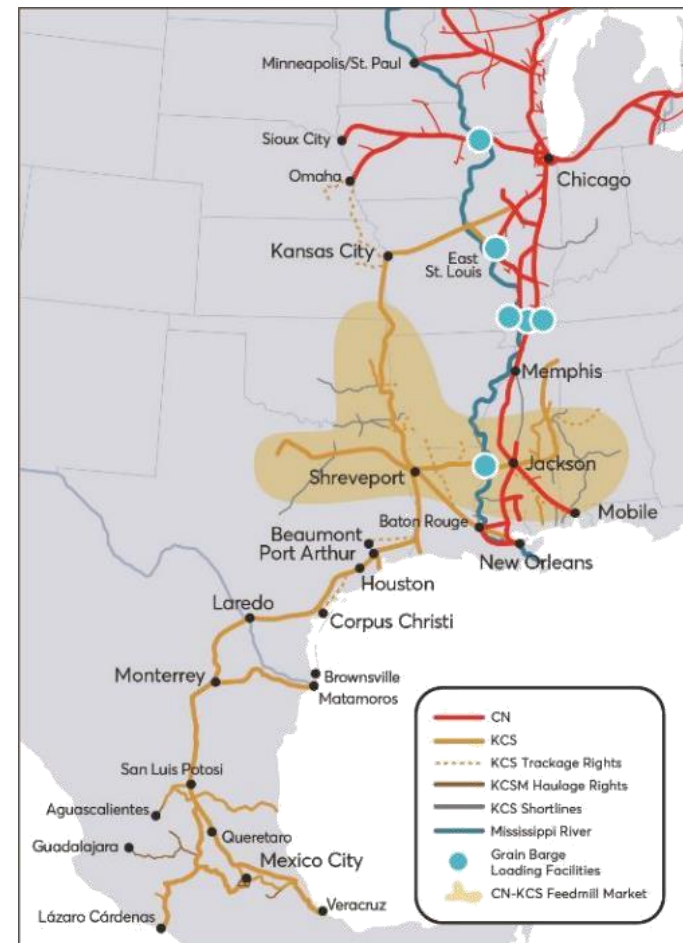 Minneapolis/St. Paul
Sioux City
Omaha
Chicago
Kansas City
East
St. Louis
Memphis
Shreveport
Jackson
Baton Rouge
Mobile
Beaumont
Port Arthur
New Orleans
Houston
Laredo
Corpus Christi
Monterrey
Brownsville
Matamoros
San Luis Potosi
Aguascalientes
Queretaro
Guadalajara
Mexico City
Lázaro Cárdenas
Veracruz
CN
KCS
KCS Trackage Rights
KCSM Haulage Rights
KCS Shortlines
Mississippi River
Grain Barge
Loading Facilities
CN-KCS Feedmill Market